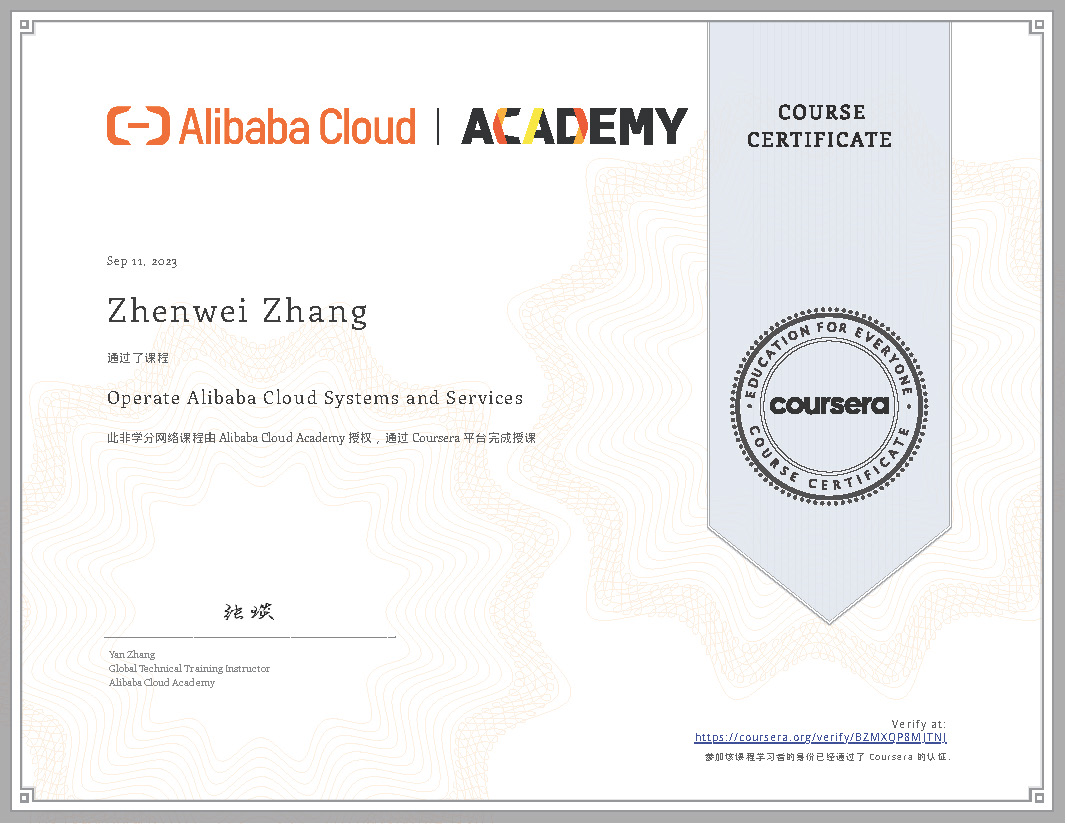 Alibaba Cloud | ACADEMY
COURSE
CERTIFICATE
Sep 11, 2023
Zhenwei Zhang
通过了课程
Operate Alibaba Cloud Systems and Services
此非学分网络课程由 Alibaba Cloud Academy 授权，通过 Coursera 平台完成授课
EDUCATION FOR EVERYONE
coursera
COURSE CERTIFICATE
张焱
Yan Zhang
Global Technical Training Instructor
Alibaba Cloud Academy
Verify at:
https://coursera.org/verify/BZMXQP8MJTNJ
参加该课程学习者的身份已经通过了 Coursera 的认证.